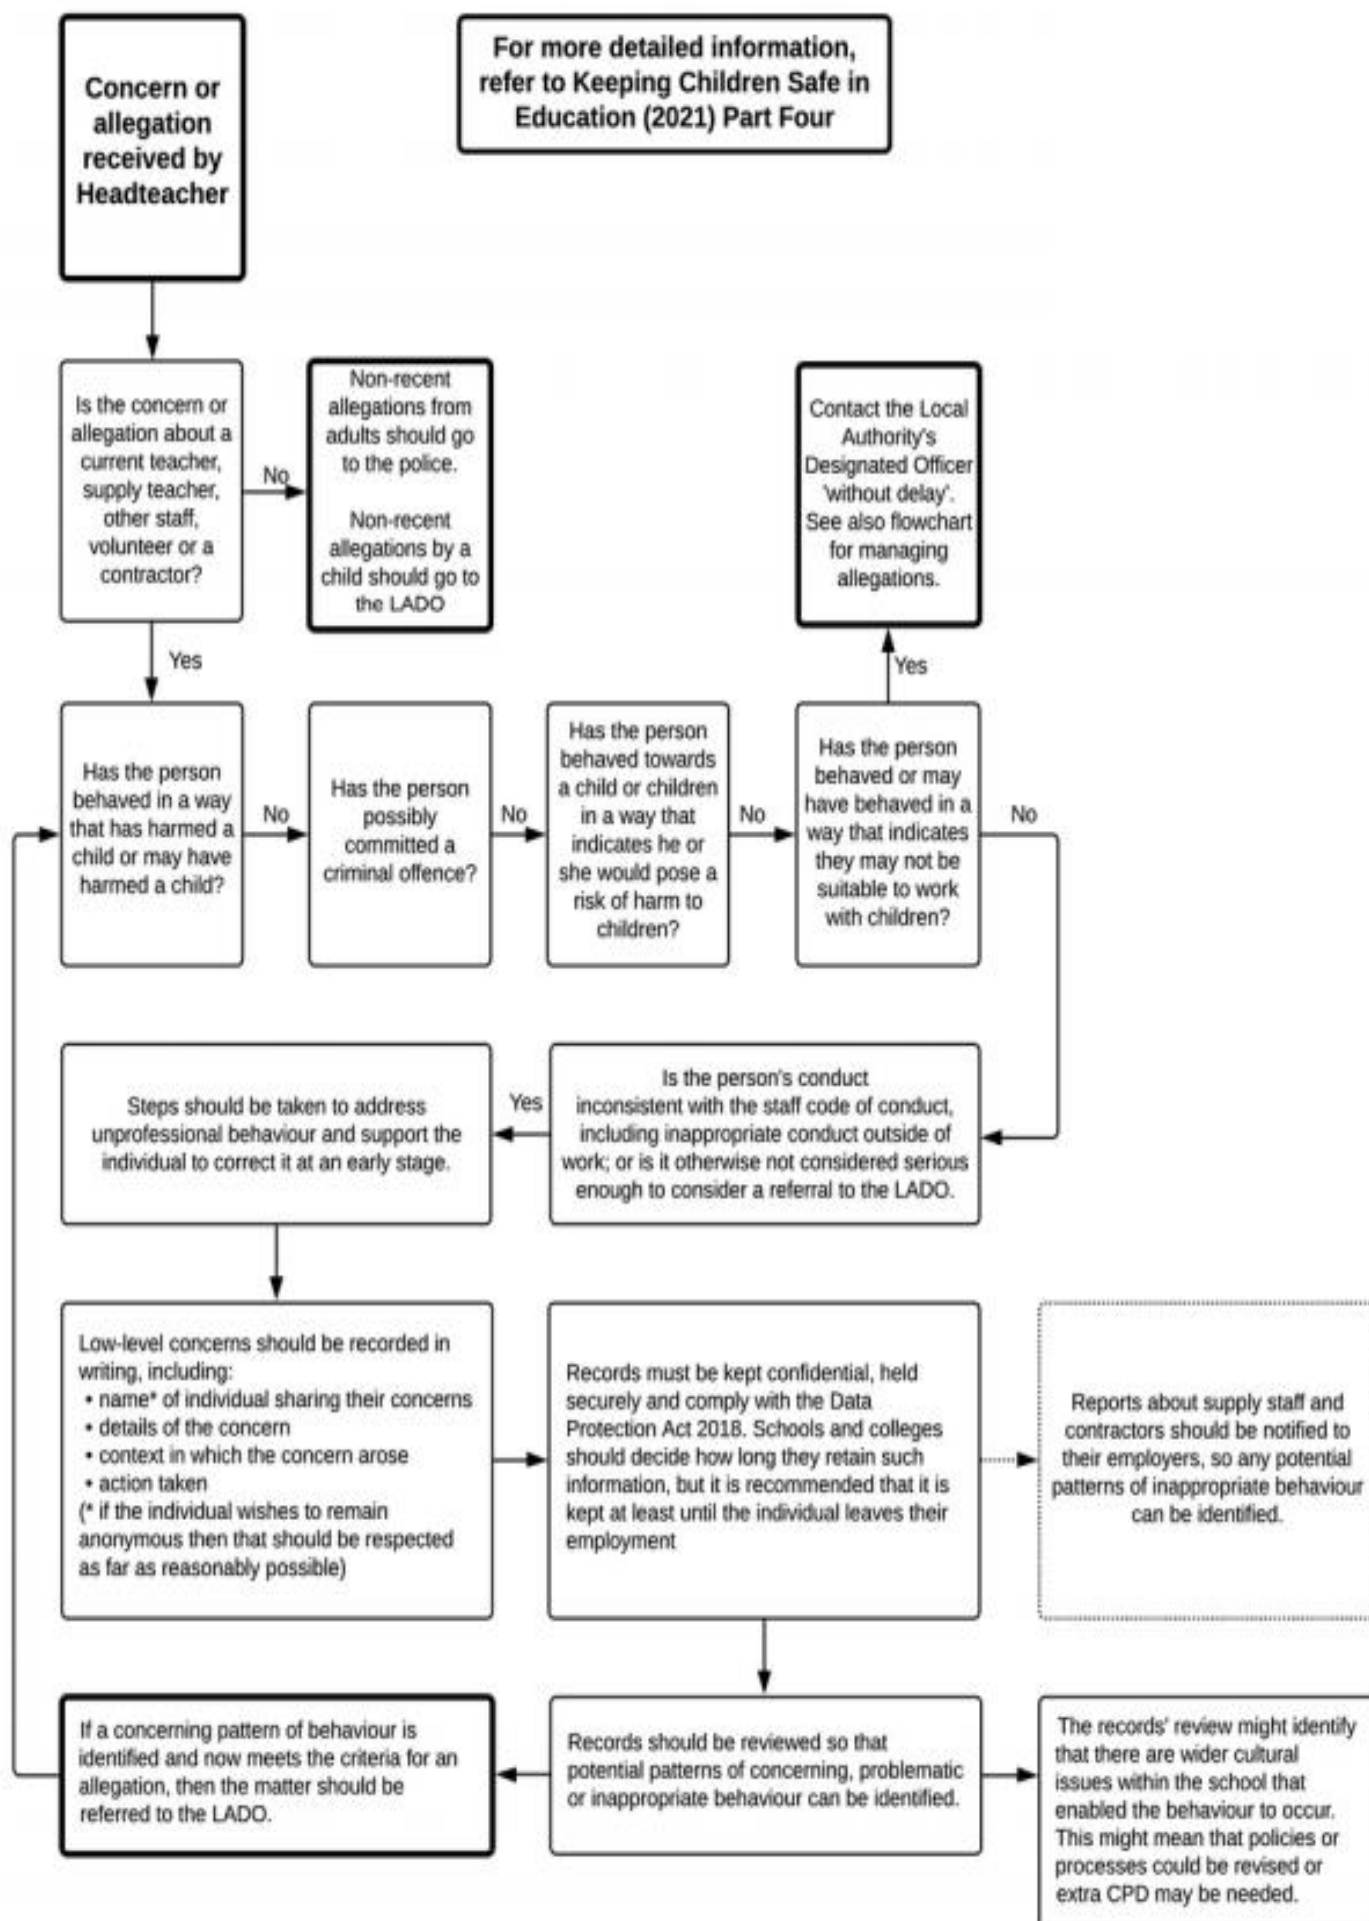 Concern or
allegation
received by
Headteacher
For more detailed information,
refer to Keeping Children Safe in
Education (2021) Part Four
Is the concern or
allegation about a
current teacher,
supply teacher,
other staff,
volunteer or a
contractor?
No
Non-recent
allegations from
adults should go
to the police.
Non-recent
allegations by a
child should go to
the LADO
Contact the Local
Authority's
Designated Officer
'without delay'.
See also flowchart
for managing
allegations.
Yes
Yes
Has the person
behaved in a way
that has harmed a
child or may have
harmed a child?
No
Has the person
possibly
committed a
criminal offence?
No
Has the person
behaved towards
a child or children
in a way that
indicates he or
she would pose a
risk of harm to
children?
No
Has the person
behaved or may
have behaved in a
way that indicates
they may not be
suitable to work
with children?
No
Is the person's conduct
inconsistent with the staff code of conduct,
including inappropriate conduct outside of
work; or is it otherwise not considered serious
enough to consider a referral to the LADO.
Yes
Steps should be taken to address
unprofessional behaviour and support the
individual to correct it at an early stage.
Low-level concerns should be recorded in
writing, including:
• name* of individual sharing their concerns
• details of the concern
• context in which the concern arose
• action taken
(* if the individual wishes to remain
anonymous then that should be respected
as far as reasonably possible)
Records must be kept confidential, held
securely and comply with the Data
Protection Act 2018. Schools and colleges
should decide how long they retain such
information, but it is recommended that it is
kept at least until the individual leaves their
employment
Reports about supply staff and
contractors should be notified to
their employers, so any potential
patterns of inappropriate behaviour
can be identified.
If a concerning pattern of behaviour is
identified and now meets the criteria for an
allegation, then the matter should be
referred to the LADO.
Records should be reviewed so that
potential patterns of concerning, problematic
or inappropriate behaviour can be identified.
The records' review might identify
that there are wider cultural
issues within the school that
enabled the behaviour to occur.
This might mean that policies or
processes could be revised or
extra CPD may be needed.